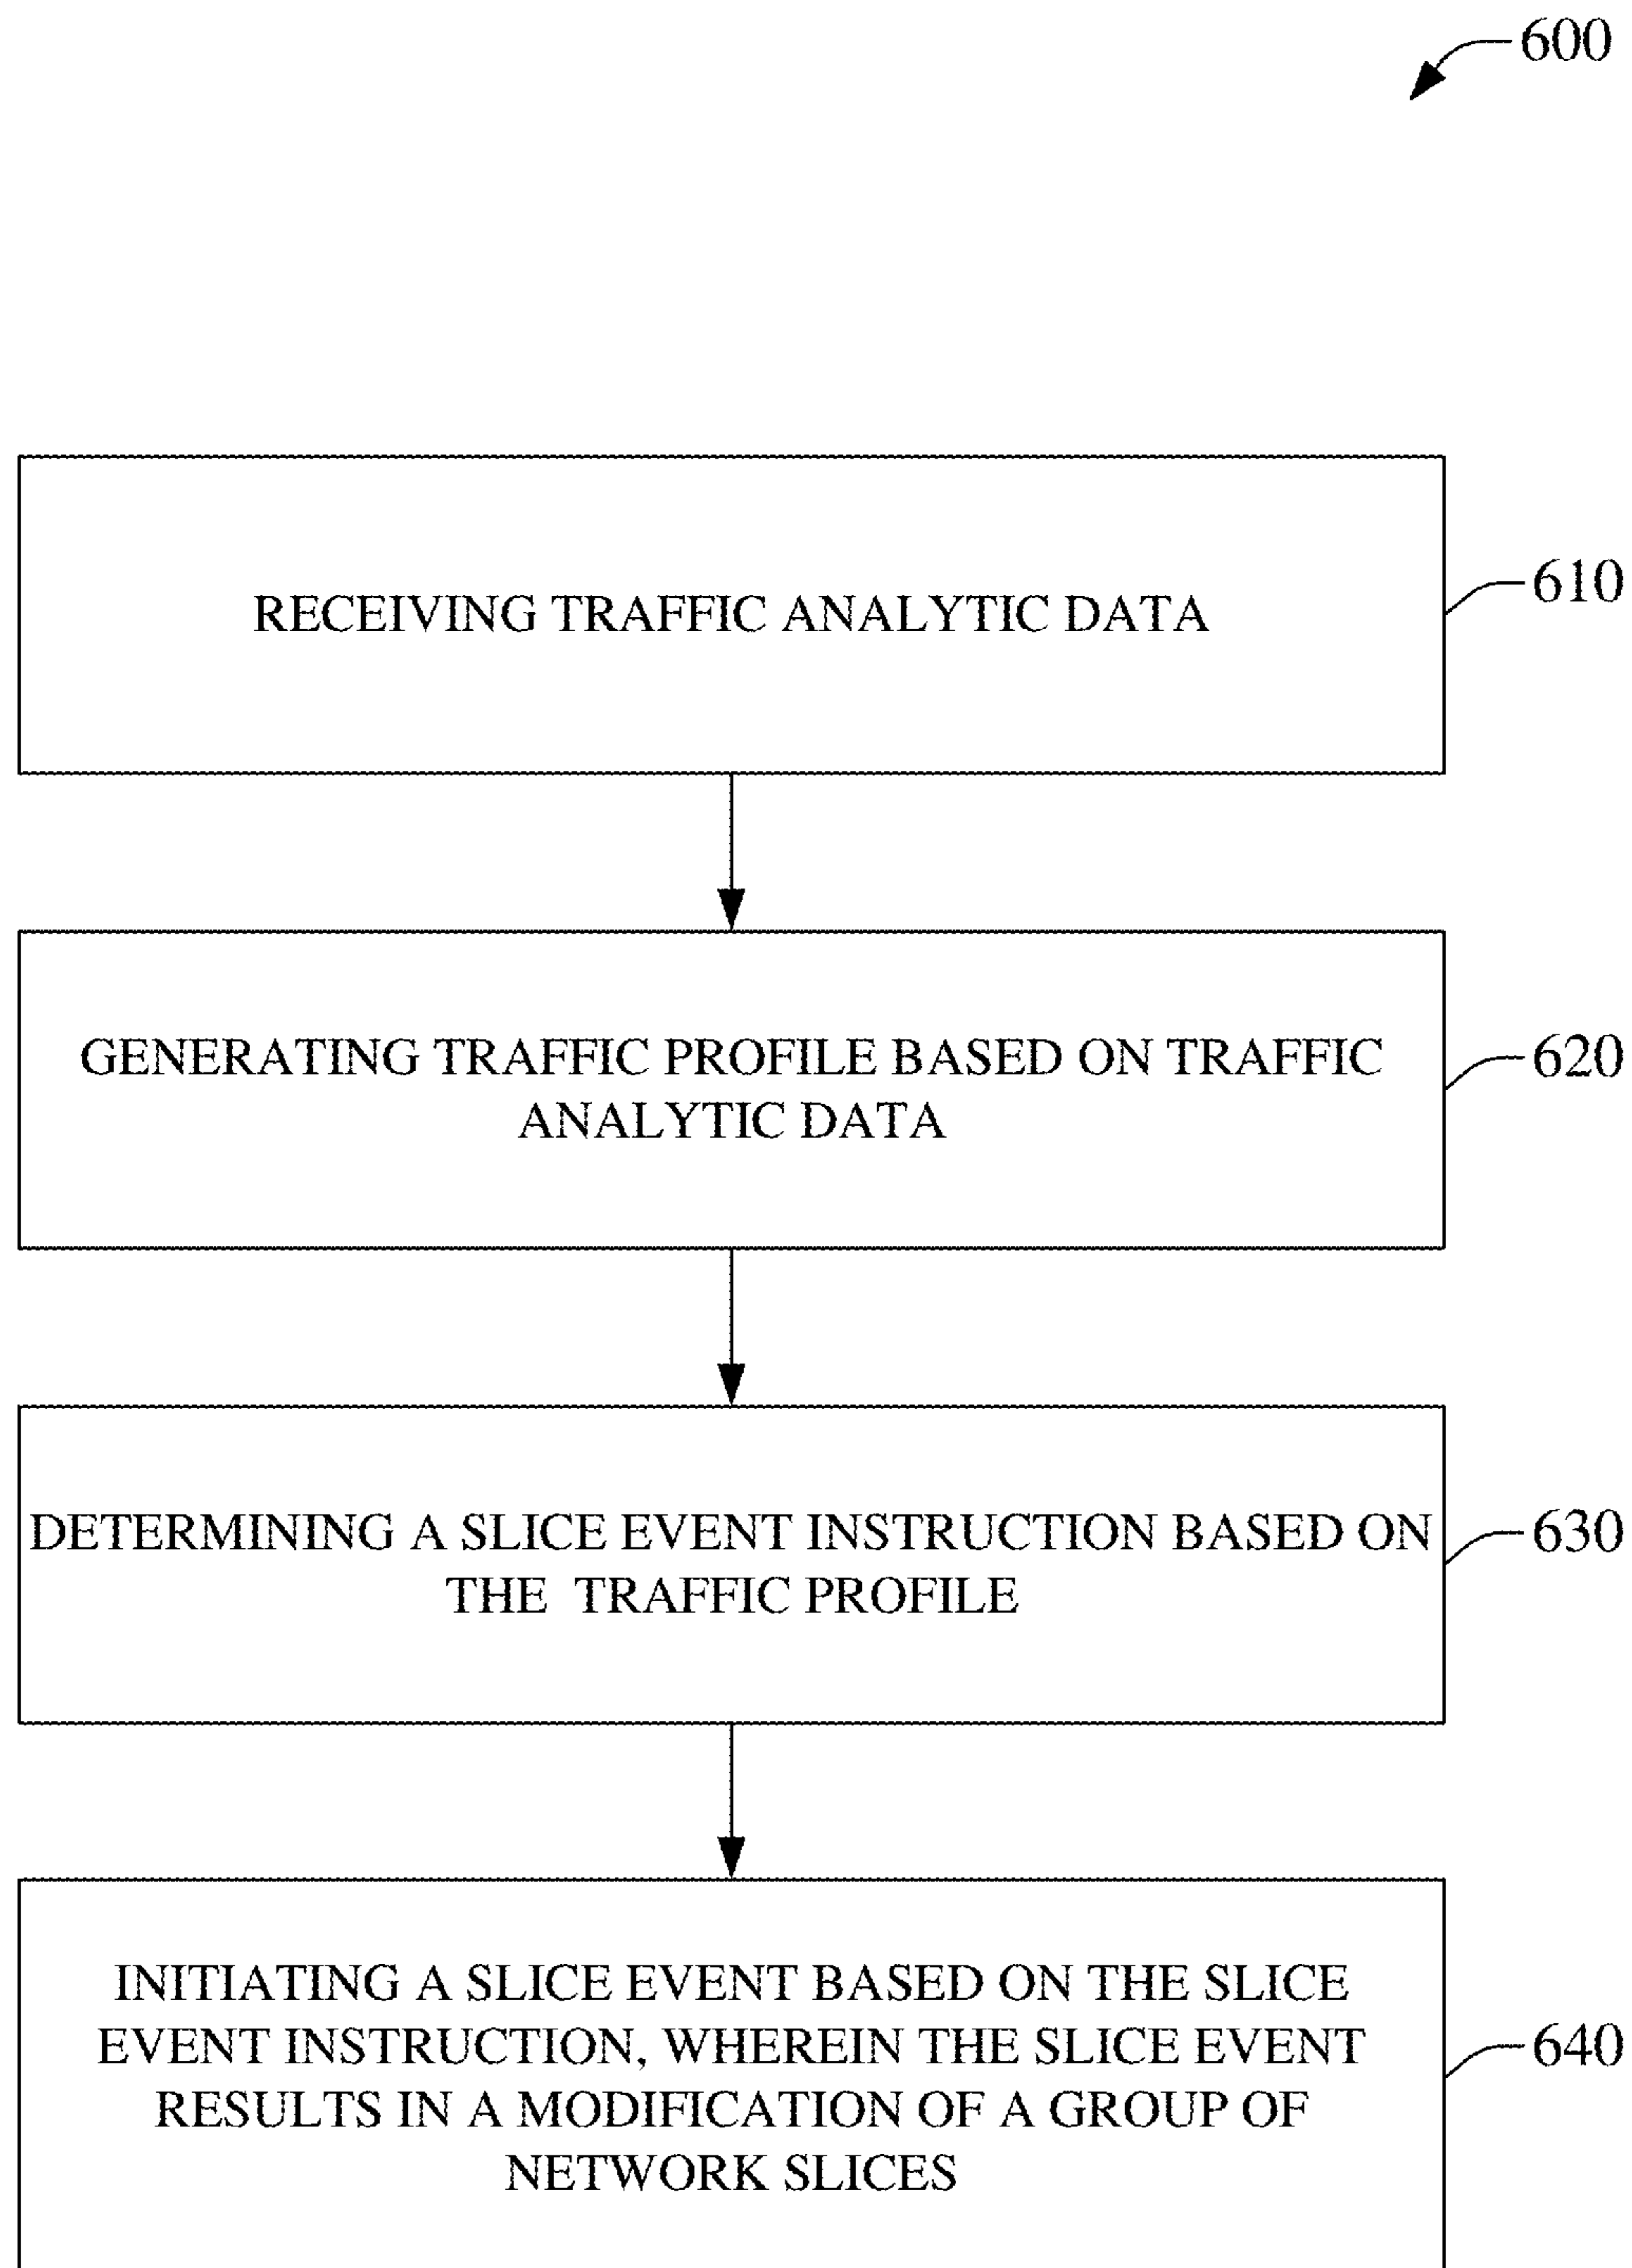 600
RECEIVING TRAFFIC ANALYTIC DATA
610
GENERATING TRAFFIC PROFILE BASED ON TRAFFIC
ANALYTIC DATA
620
DETERMINING A SLICE EVENT INSTRUCTION BASED ON
THE TRAFFIC PROFILE
630
INITIATING A SLICE EVENT BASED ON THE SLICE
EVENT INSTRUCTION, WHEREIN THE SLICE EVENT
RESULTS IN A MODIFICATION OF A GROUP OF
NETWORK SLICES
640